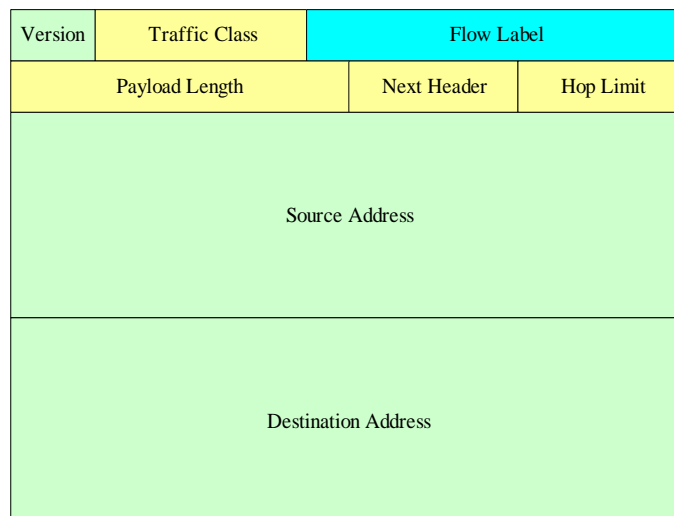 Version Traffic Class Flow Label
Payload Length Next Header Hop Limit
Source Address
Destination Address